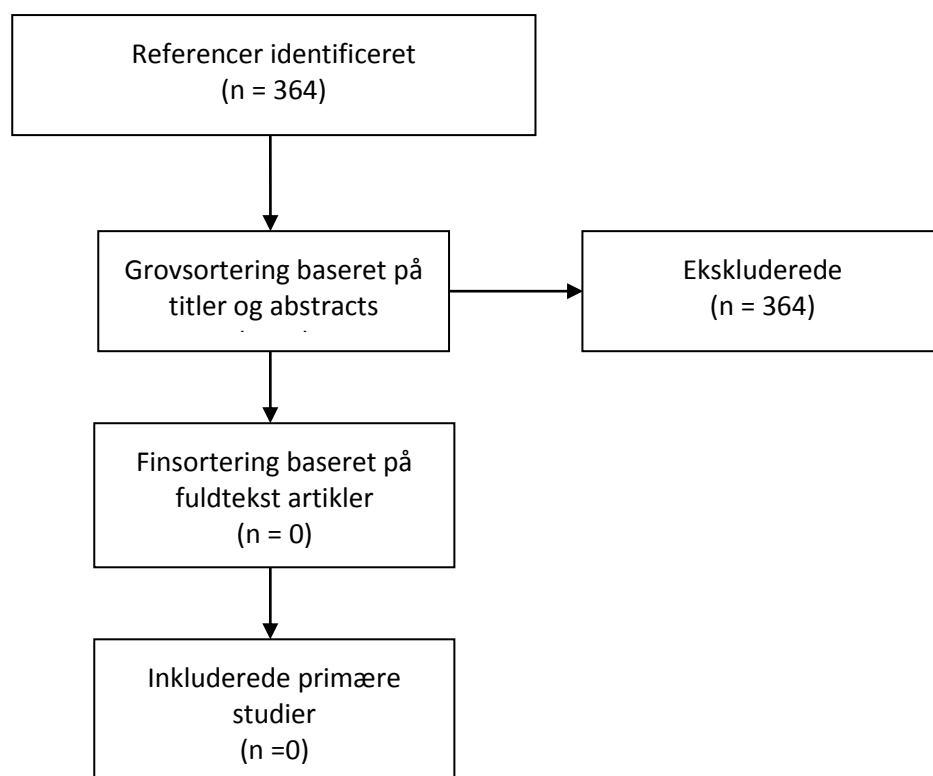 Referencer identificeret
(n = 364)
Grovsortering baseret på
titler og abstracts
Ekskluderede
(n = 364)
Finsortering baseret på
fuldtekst artikler
(n = 0)
Inkluderede primære
studier
(n =0)